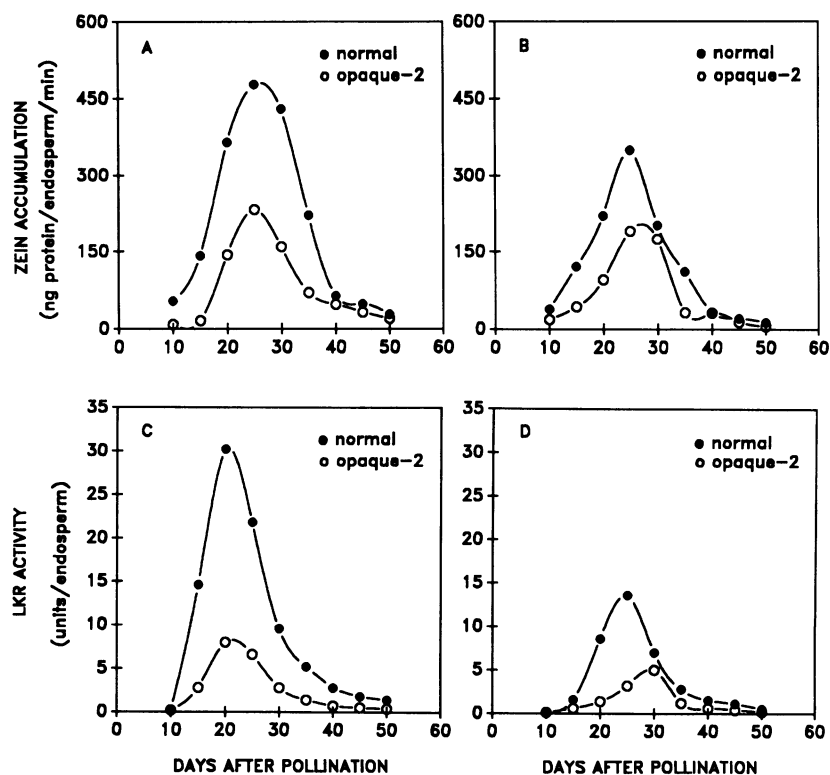 ZEIN ACCUMULATION
(ng protein/endosperm/min)
600
450
300
150
0
A
● normal
○ opaque-2
0 10 20 30 40 50 60
600
450
300
150
0
B
● normal
○ opaque-2
0 10 20 30 40 50 60
LKR ACTIVITY
(units/endosperm)
35
30
25
20
15
10
5
0
C
● normal
○ opaque-2
0 10 20 30 40 50 60
DAYS AFTER POLLINATION
35
30
25
20
15
10
5
0
D
● normal
○ opaque-2
0 10 20 30 40 50 60
DAYS AFTER POLLINATION